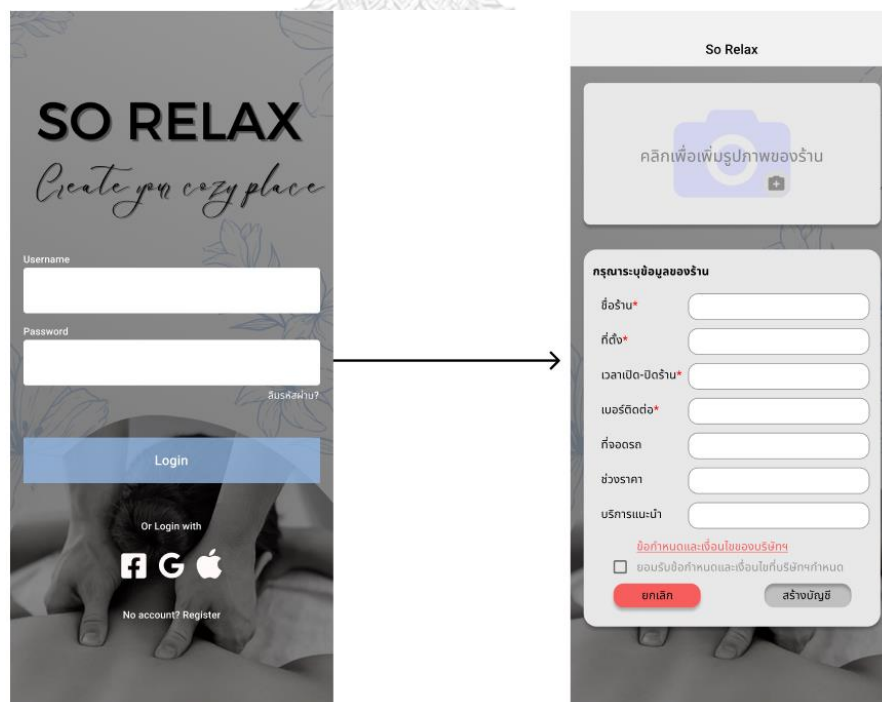 SO RELAX
Create your cozy place
Username
Password
ลืมรหัสผ่าน?
Login
Or Login with
No account? Register
So Relax
คลิกเพื่อเพิ่มรูปภาพของร้าน
กรุณาระบุข้อมูลของร้าน
ชื่อร้าน*
ที่ตั้ง*
เวลาเปิด-ปิดร้าน*
เบอร์ติดต่อ*
ที่จอดรถ
ช่วงราคา
บริการแนะนำ
ข้อกำหนดและเงื่อนไขของบริษัทฯ
ยอมรับข้อกำหนดและเงื่อนไขที่บริษัทฯกำหนด
ยกเลิก
สร้างบัญชี